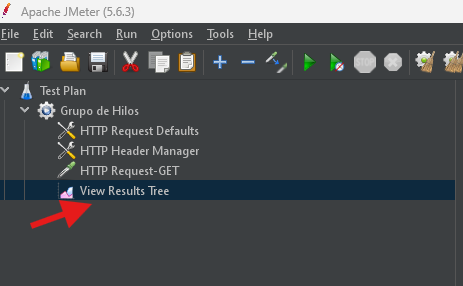 Apache JMeter (5.6.3)
File Edit Search Run Options Tools Help
STOP
Test Plan
Grupo de Hilos
HTTP Request Defaults
HTTP Header Manager
HTTP Request-GET
View Results Tree